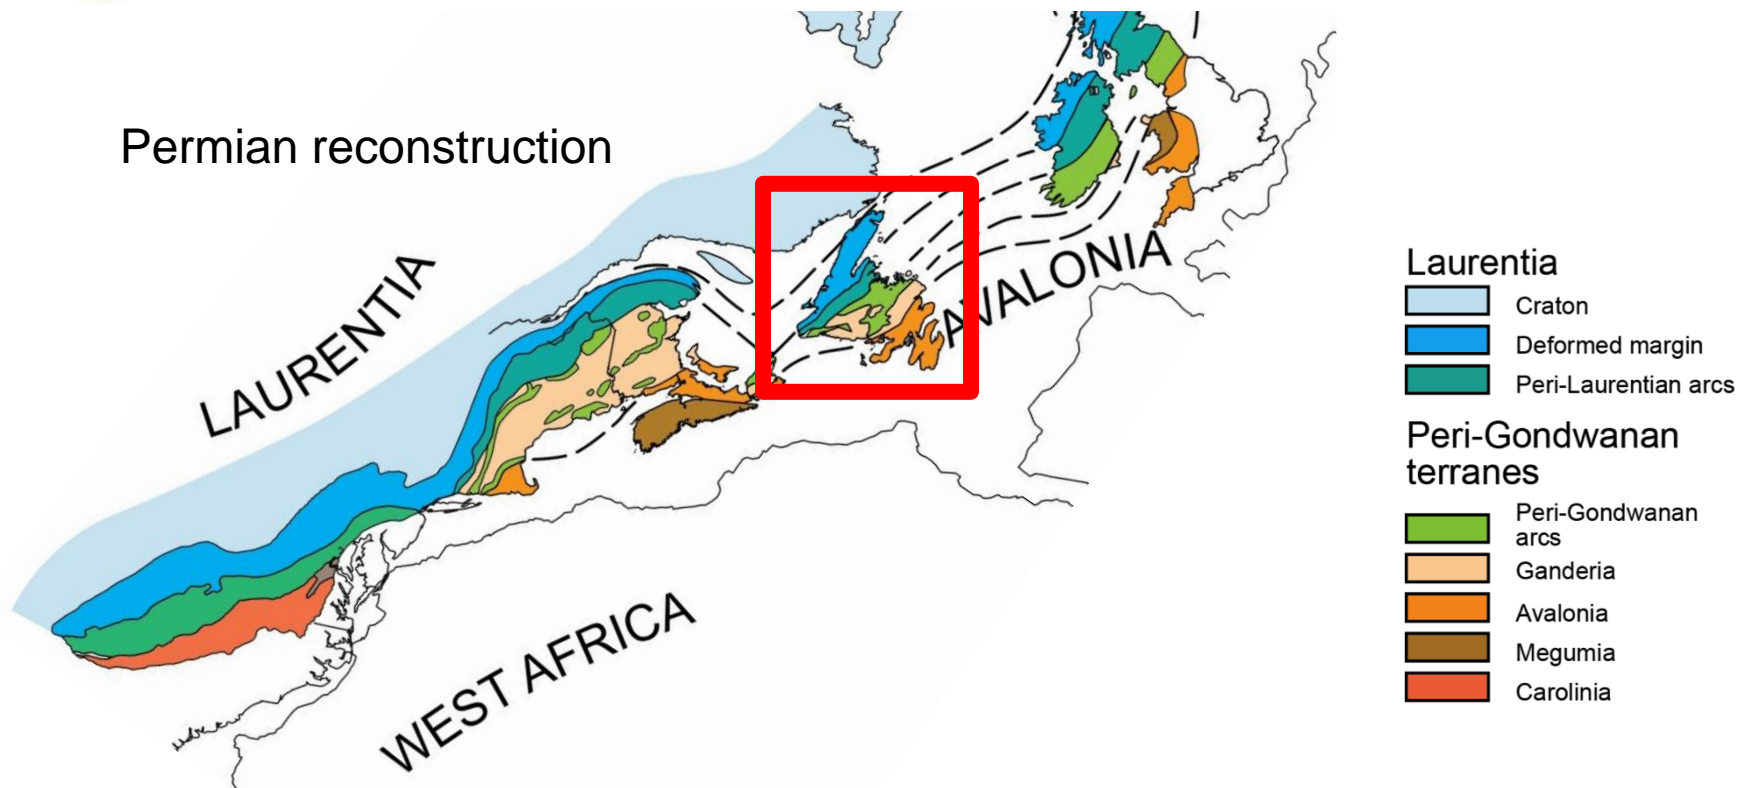 Permian reconstruction
LAURENTIA
AVALONIA
WEST AFRICA
Laurentia
Craton
Deformed margin
Peri-Laurentian arcs
Peri-Gondwanan
terranes
Peri-Gondwanan
arcs
Ganderia
Avalonia
Megumia
Carolinia